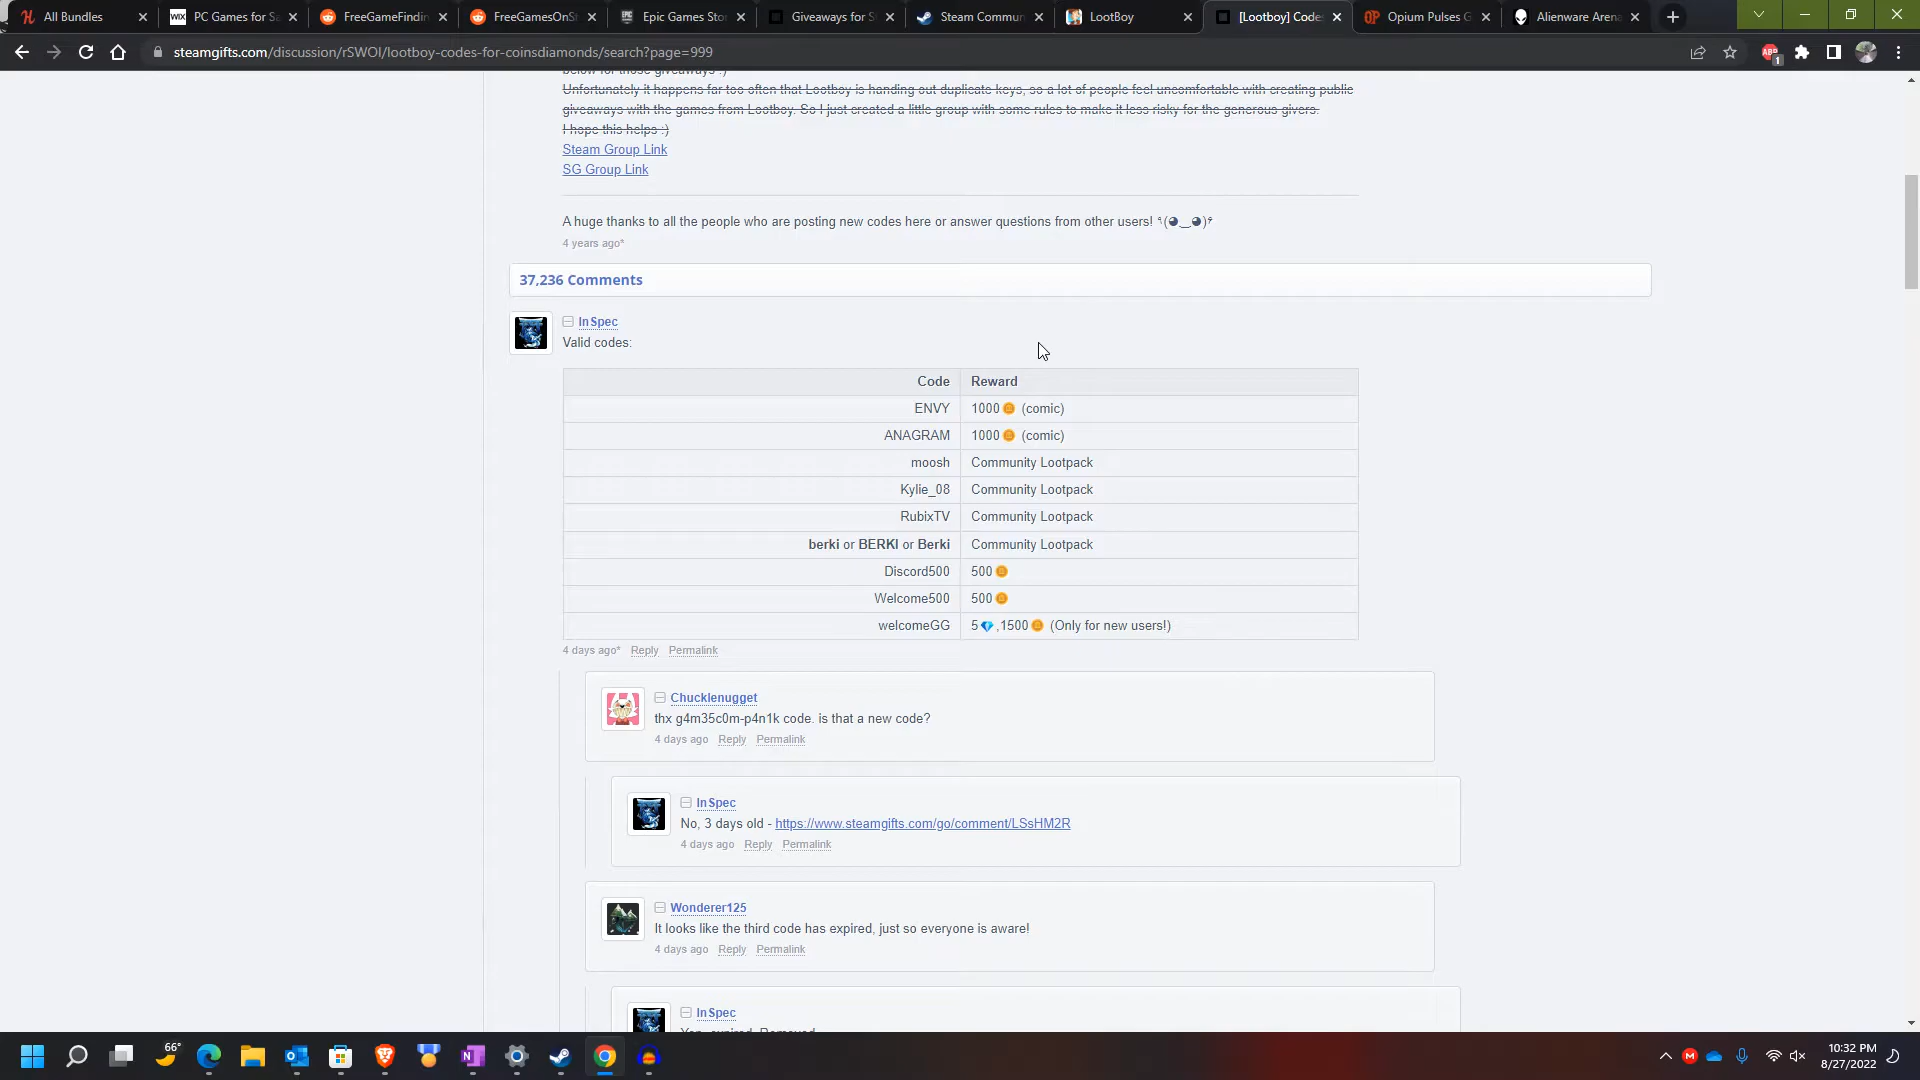 All Bundles
PC Games for Sa
FreeGameFindin
FreeGamesOnSt
Epic Games Stor
Giveaways for S
Steam Commun
LootBoy
[Lootboy] Codes
Opium Pulses G
Alienware Arena
steamgifts.com/discussion/rSWOI/lootboy-codes-for-coinsdiamonds/search?page=999
below for those giveaways :)
Unfortunately it happens far too often that Lootboy is handing out duplicate keys, so a lot of people feel uncomfortable with creating public
giveaways with the games from Lootboy. So I just created a little group with some rules to make it less risky for the generous givers.
I hope this helps :)
Steam Group Link
SG Group Link
A huge thanks to all the people who are posting new codes here or answer questions from other users! ٩(◕‿◕)۶
4 years ago*
37,236 Comments
InSpec
Valid codes:
Code Reward
ENVY 1000 (comic)
ANAGRAM 1000 (comic)
moosh Community Lootpack
Kylie_08 Community Lootpack
RubixTV Community Lootpack
berki or BERKI or Berki Community Lootpack
Discord500 500
Welcome500 500
welcomeGG 5💎,1500 (Only for new users!)
4 days ago* Reply Permalink
Chucklenugget
thx g4m35c0m-p4n1k code. is that a new code?
4 days ago Reply Permalink
InSpec
No, 3 days old - https://www.steamgifts.com/go/comment/LSsHM2R
4 days ago Reply Permalink
Wonderer125
It looks like the third code has expired, just so everyone is aware!
4 days ago Reply Permalink
InSpec
Yep, expired. Removed.
66°
10:32 PM
8/27/2022